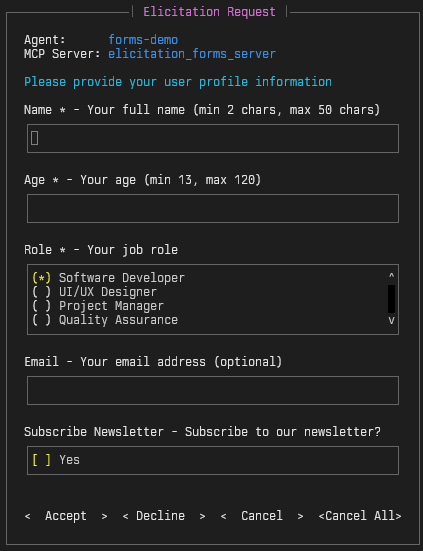 Elicitation Request
Agent: forms-demo
MCP Server: elicitation_forms_server
Please provide your user profile information
Name * - Your full name (min 2 chars, max 50 chars)
Age * - Your age (min 13, max 120)
Role * - Your job role
(*) Software Developer ^
( ) UI/UX Designer
( ) Project Manager
( ) Quality Assurance v
Email - Your email address (optional)
Subscribe Newsletter - Subscribe to our newsletter?
[ ] Yes
< Accept > < Decline > < Cancel > <Cancel All>